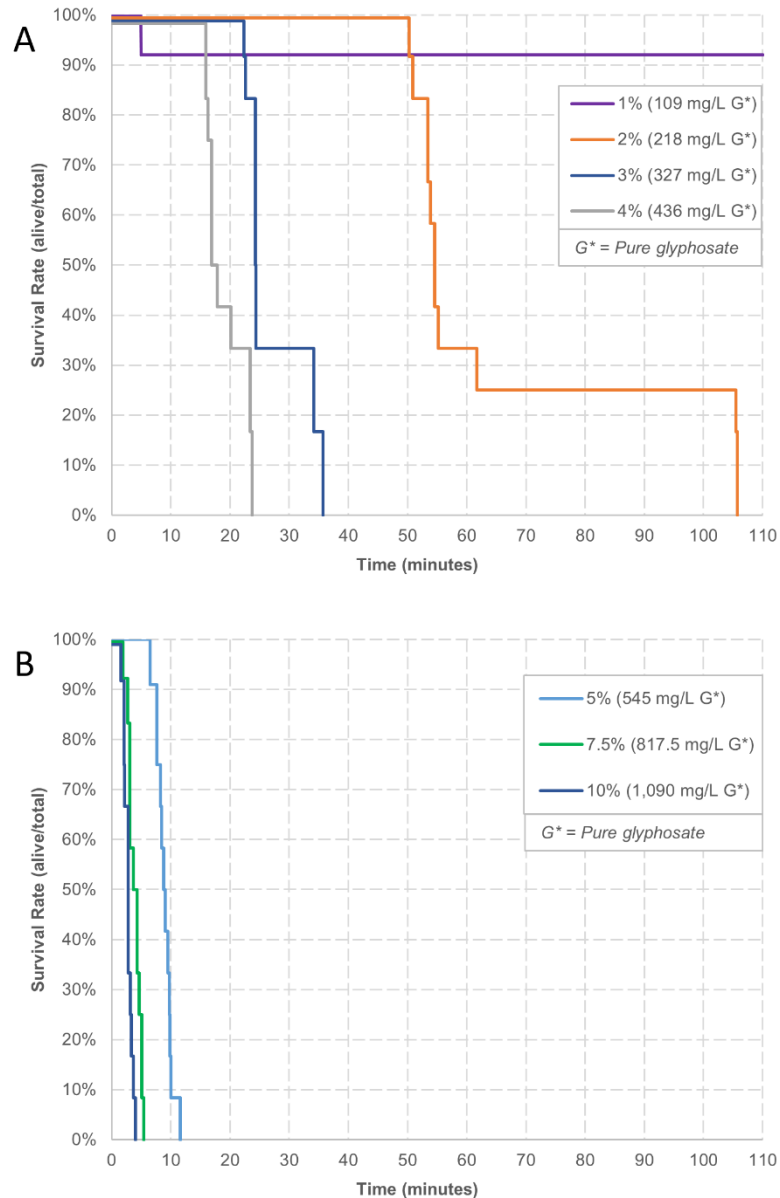 A
100%
90%
80%
70%
60%
50%
40%
30%
20%
10%
0%
Survival Rate (alive/total)
1% (109 mg/L G*)
2% (218 mg/L G*)
3% (327 mg/L G*)
4% (436 mg/L G*)
G* = Pure glyphosate
0 10 20 30 40 50 60 70 80 90 100 110
Time (minutes)
B
100%
90%
80%
70%
60%
50%
40%
30%
20%
10%
0%
Survival Rate (alive/total)
5% (545 mg/L G*)
7.5% (817.5 mg/L G*)
10% (1,090 mg/L G*)
G* = Pure glyphosate
0 10 20 30 40 50 60 70 80 90 100 110
Time (minutes)